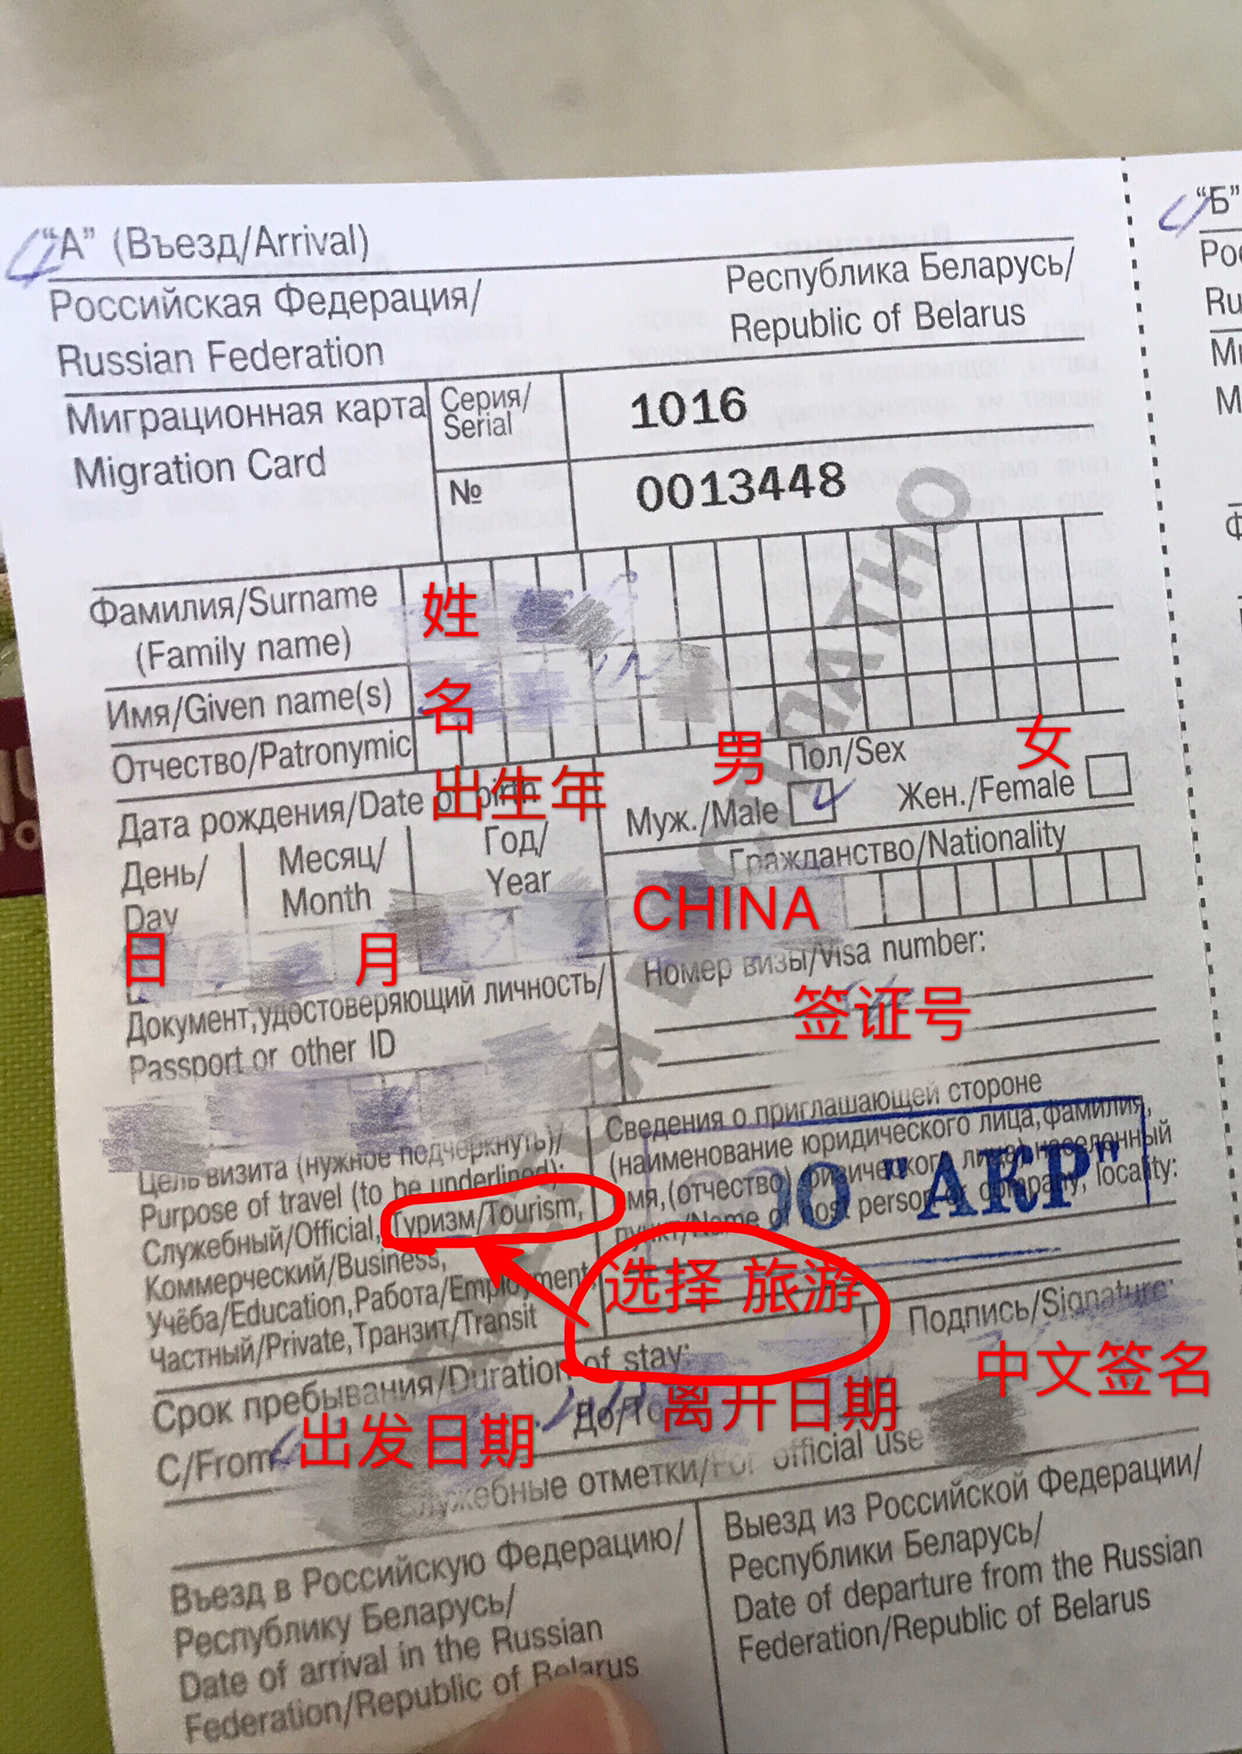 "А" (Въезд/Arrival)
Российская Федерация/
Russian Federation
Республика Беларусь/
Republic of Belarus
Миграционная карта
Migration Card
Серия/
Serial
1016
№
0013448
БЕСПЛАТНО
Фамилия/Surname
(Family name)
姓
Имя/Given name(s)
名
Отчество/Patronymic
Дата рождения/Date of birth
出生年
День/
Day
Месяц/
Month
Год/
Year
日
月
男
Пол/Sex
女
Муж./Male
Жен./Female
Гражданство/Nationality
CHINA
Документ,удостоверяющий личность/
Passport or other ID
Номер визы/Visa number:
签证号
Цель визита (нужное подчеркнуть)/
Purpose of travel (to be underlined):
Служебный/Official, Туризм/Tourism,
Коммерческий/Business,
Учёба/Education, Работа/Employment
Частный/Private, Транзит/Transit
Сведения о приглашающей стороне
(наименование юридического лица, фамилия,
имя, (отчество) физического лица) населенный
пункт/Name of host person or company, locality:
ООО "АКР"
选择 旅游
Срок пребывания/Duration of stay:
С/From
出发日期
До/To
离开日期
Подпись/Signature:
中文签名
Служебные отметки/For official use
Въезд в Российскую Федерацию/
Республику Беларусь/
Date of arrival in the Russian
Federation/Republic of Belarus
Выезд из Российской Федерации/
Республики Беларусь/
Date of departure from the Russian
Federation/Republic of Belarus
"Б"